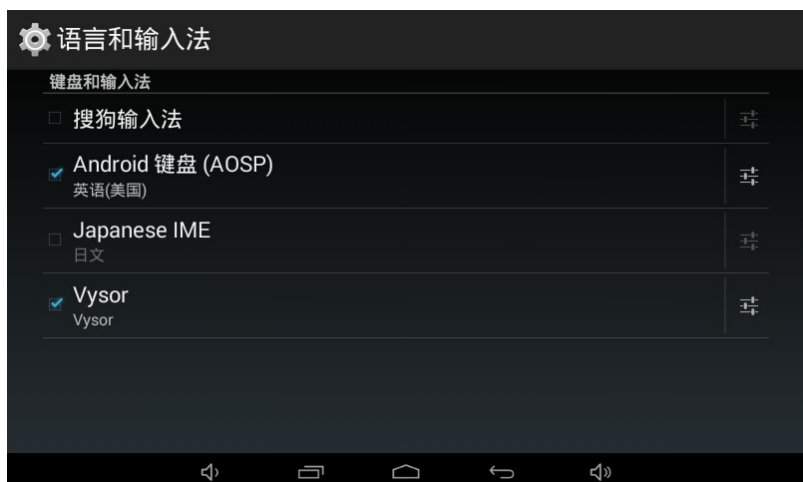 语言和输入法
键盘和输入法
搜狗输入法
Android 键盘 (AOSP)
英语(美国)
Japanese IME
日文
Vysor
Vysor